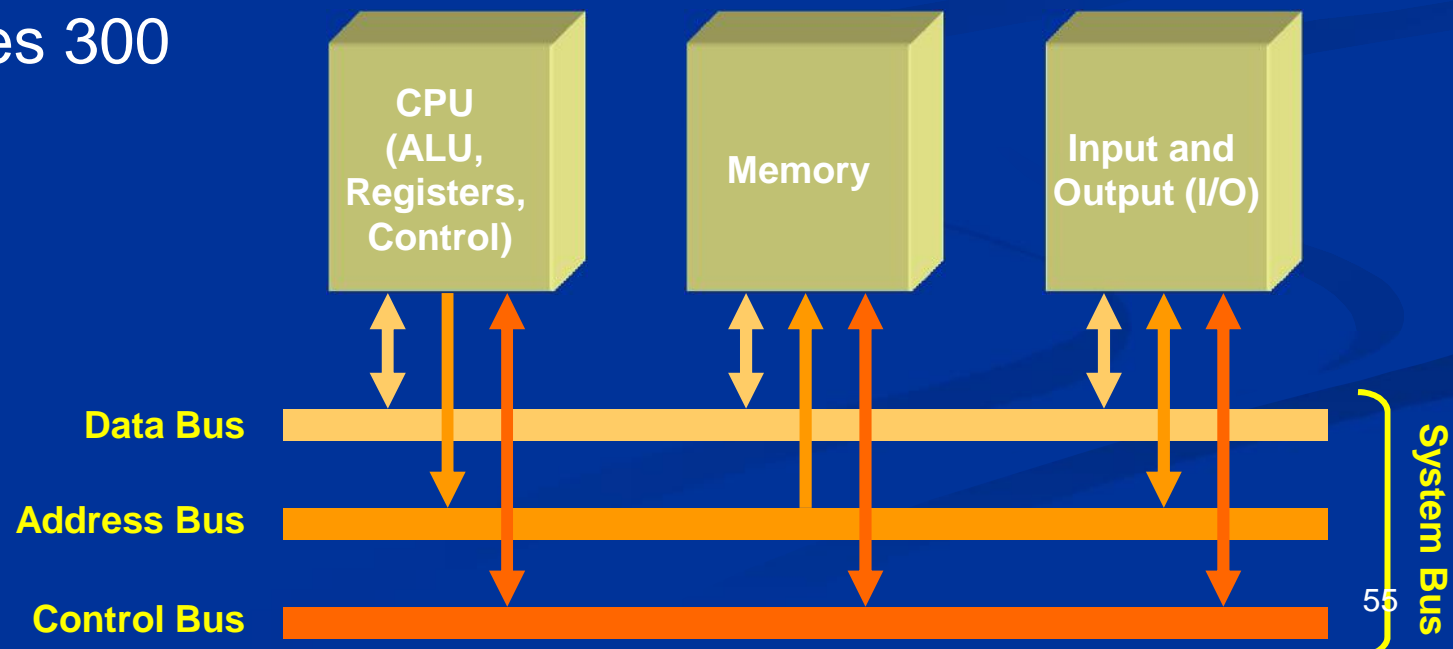 es 300
CPU
(ALU,
Registers,
Control)
Memory
Input and
Output (I/O)
Data Bus
Address Bus
Control Bus
System Bus
55